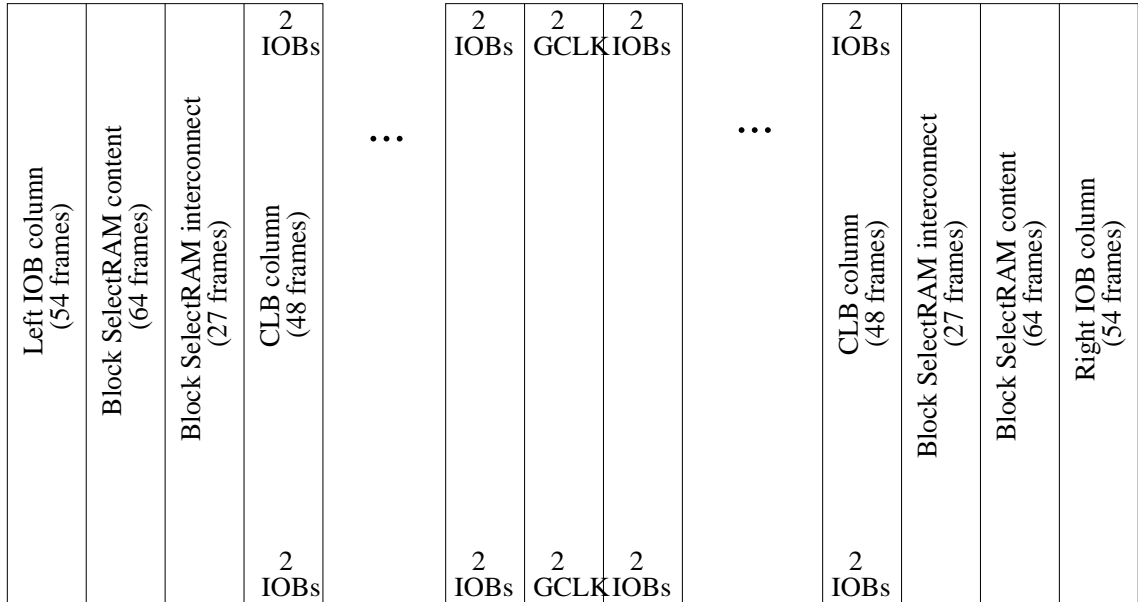 2
IOBs
2
IOBs
2
GCLK
2
IOBs
2
IOBs
...
...
Left IOB column
(54 frames)
Block SelectRAM content
(64 frames)
Block SelectRAM interconnect
(27 frames)
CLB column
(48 frames)
CLB column
(48 frames)
Block SelectRAM interconnect
(27 frames)
Block SelectRAM content
(64 frames)
Right IOB column
(54 frames)
2
IOBs
2
IOBs
2
GCLK
2
IOBs
2
IOBs